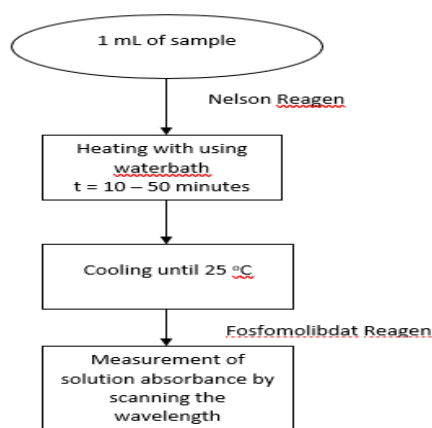 1 mL of sample
Nelson Reagen
Heating with using
waterbath
t = 10 – 50 minutes
Cooling until 25 °C
Fosfomolibdat Reagen
Measurement of
solution absorbance by
scanning the
wavelength